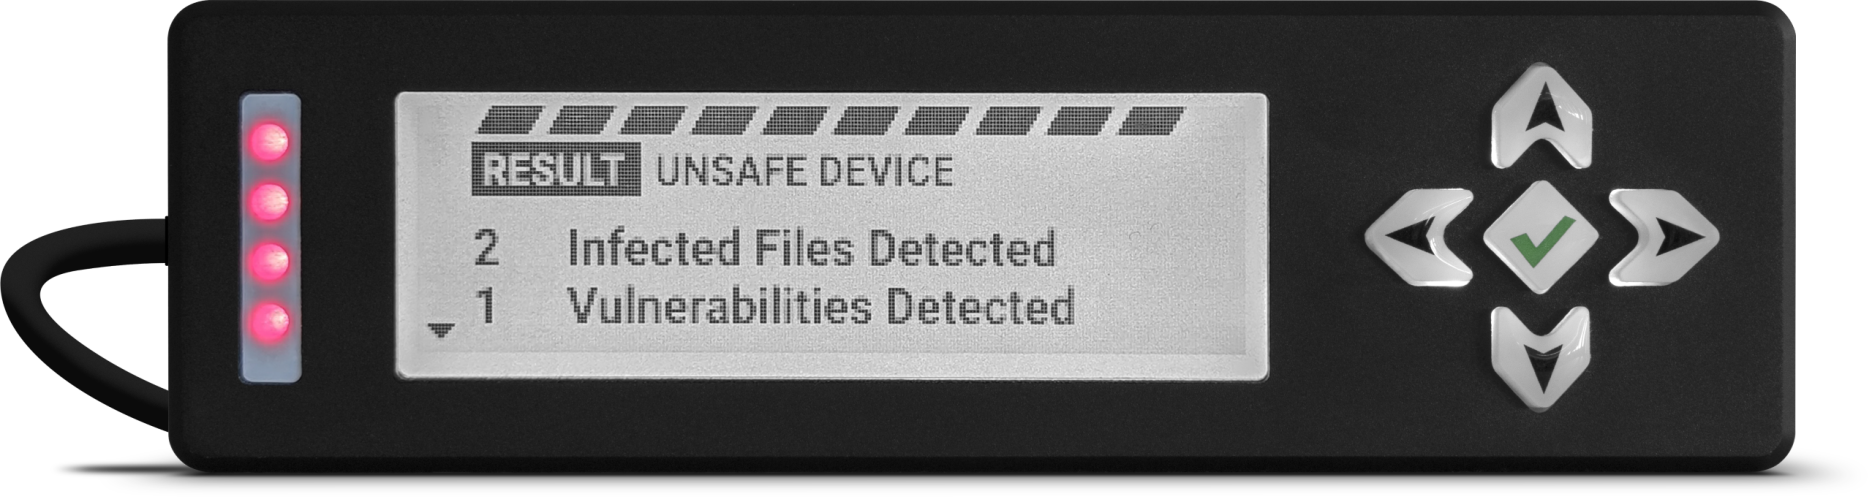 RESULT UNSAFE DEVICE
2 Infected Files Detected
1 Vulnerabilities Detected